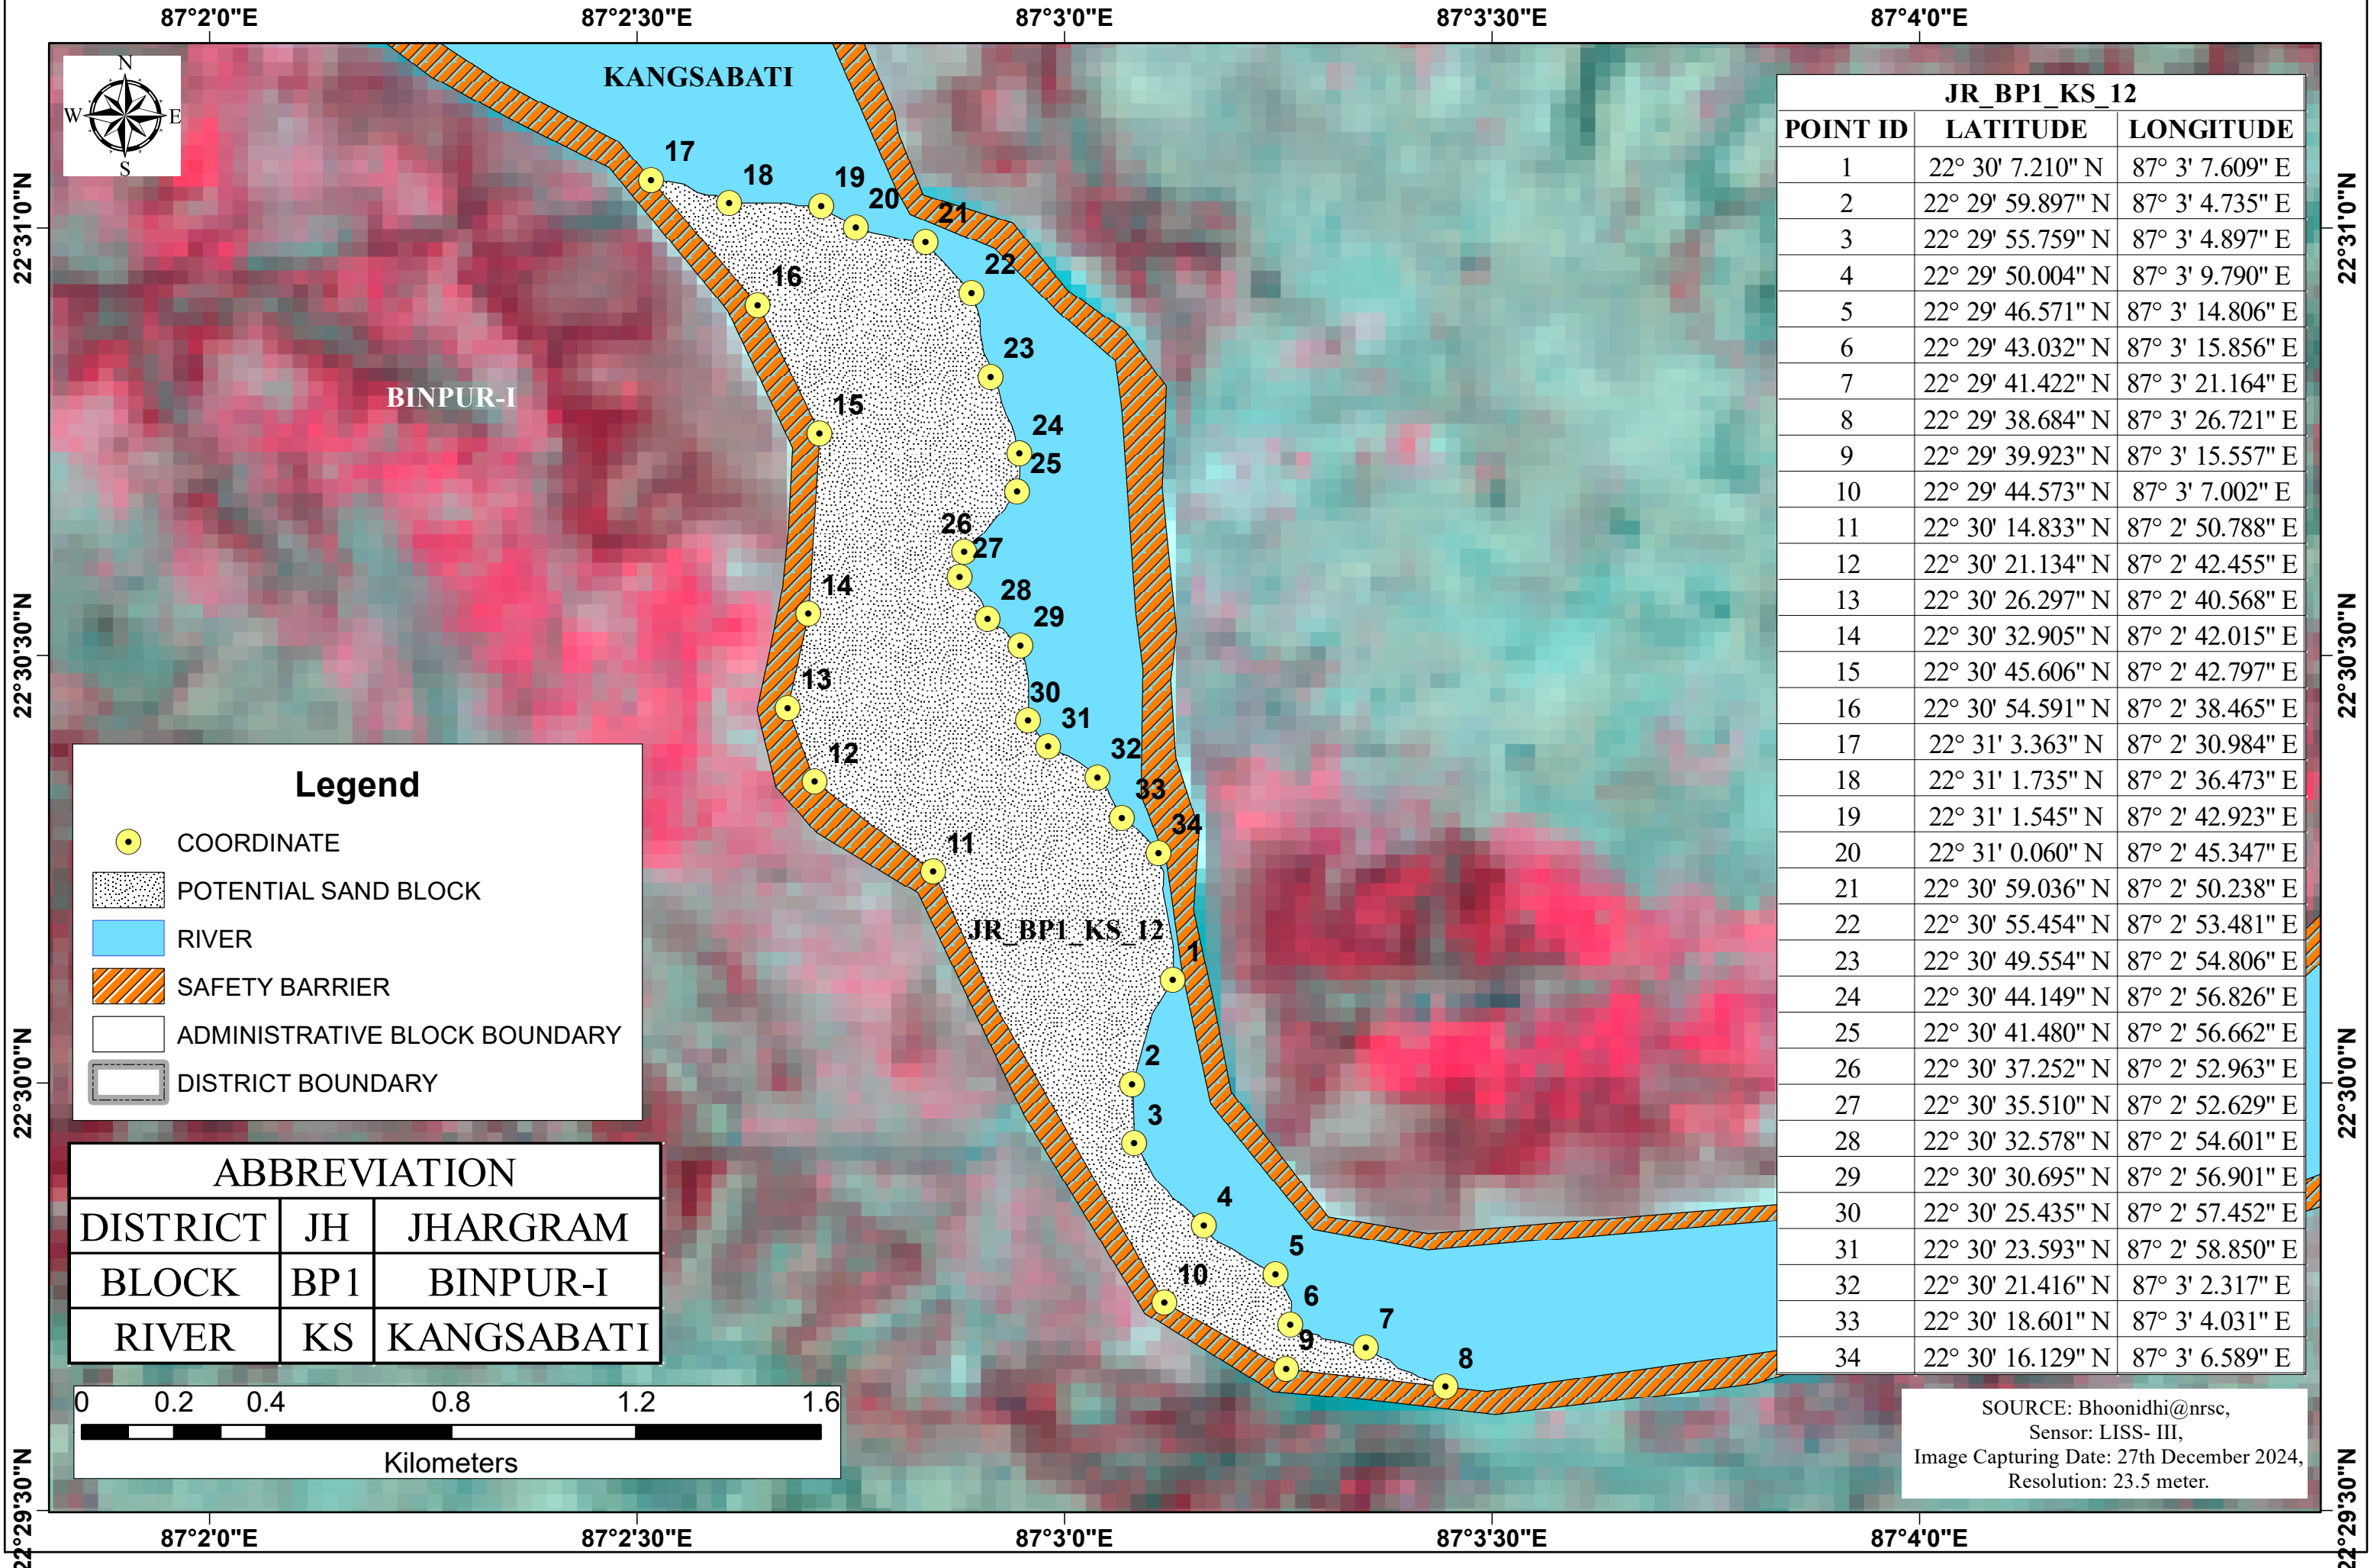 87°2'0"E 87°2'30"E 87°3'0"E 87°3'30"E 87°4'0"E
N
W E
S
KANGSABATI
BINPUR-I
22°31'0"N
22°30'30"N
22°30'0"N
22°29'30"N
17
18
19
20
21
22
16
23
15
24
25
26
27
14
28
29
13
30
31
12
32
33
34
11
JR_BP1_KS_12
1
2
3
4
5
10
6
9
7
8
JR_BP1_KS_12
POINT ID LATITUDE LONGITUDE
1 22° 30' 7.210" N 87° 3' 7.609" E
2 22° 29' 59.897" N 87° 3' 4.735" E
3 22° 29' 55.759" N 87° 3' 4.897" E
4 22° 29' 50.004" N 87° 3' 9.790" E
5 22° 29' 46.571" N 87° 3' 14.806" E
6 22° 29' 43.032" N 87° 3' 15.856" E
7 22° 29' 41.422" N 87° 3' 21.164" E
8 22° 29' 38.684" N 87° 3' 26.721" E
9 22° 29' 39.923" N 87° 3' 15.557" E
10 22° 29' 44.573" N 87° 3' 7.002" E
11 22° 30' 14.833" N 87° 2' 50.788" E
12 22° 30' 21.134" N 87° 2' 42.455" E
13 22° 30' 26.297" N 87° 2' 40.568" E
14 22° 30' 32.905" N 87° 2' 42.015" E
15 22° 30' 45.606" N 87° 2' 42.797" E
16 22° 30' 54.591" N 87° 2' 38.465" E
17 22° 31' 3.363" N 87° 2' 30.984" E
18 22° 31' 1.735" N 87° 2' 36.473" E
19 22° 31' 1.545" N 87° 2' 42.923" E
20 22° 31' 0.060" N 87° 2' 45.347" E
21 22° 30' 59.036" N 87° 2' 50.238" E
22 22° 30' 55.454" N 87° 2' 53.481" E
23 22° 30' 49.554" N 87° 2' 54.806" E
24 22° 30' 44.149" N 87° 2' 56.826" E
25 22° 30' 41.480" N 87° 2' 56.662" E
26 22° 30' 37.252" N 87° 2' 52.963" E
27 22° 30' 35.510" N 87° 2' 52.629" E
28 22° 30' 32.578" N 87° 2' 54.601" E
29 22° 30' 30.695" N 87° 2' 56.901" E
30 22° 30' 25.435" N 87° 2' 57.452" E
31 22° 30' 23.593" N 87° 2' 58.850" E
32 22° 30' 21.416" N 87° 3' 2.317" E
33 22° 30' 18.601" N 87° 3' 4.031" E
34 22° 30' 16.129" N 87° 3' 6.589" E
22°31'0"N
22°30'30"N
22°30'0"N
22°29'30"N
Legend
COORDINATE
POTENTIAL SAND BLOCK
RIVER
SAFETY BARRIER
ADMINISTRATIVE BLOCK BOUNDARY
DISTRICT BOUNDARY
ABBREVIATION
DISTRICT JH JHARGRAM
BLOCK BP1 BINPUR-I
RIVER KS KANGSABATI
0 0.2 0.4 0.8 1.2 1.6
Kilometers
SOURCE: Bhoonidhi@nrsc,
Sensor: LISS- III,
Image Capturing Date: 27th December 2024,
Resolution: 23.5 meter.
87°2'0"E 87°2'30"E 87°3'0"E 87°3'30"E 87°4'0"E